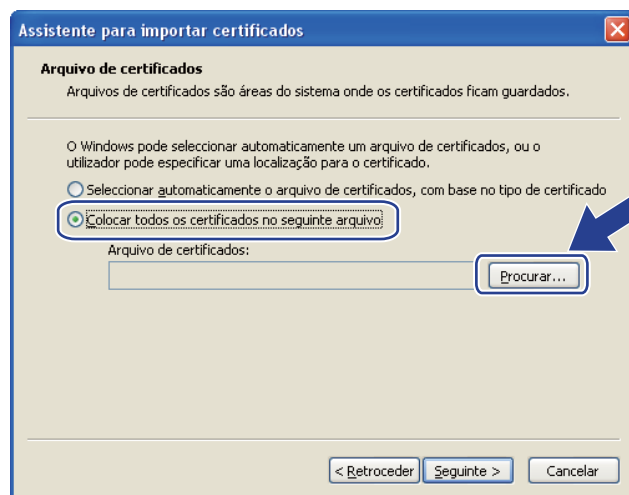 Assistente para importar certificados
Arquivo de certificados
Arquivos de certificados são áreas do sistema onde os certificados ficam guardados.
O Windows pode seleccionar automaticamente um arquivo de certificados, ou o
utilizador pode especificar uma localização para o certificado.
Seleccionar automaticamente o arquivo de certificados, com base no tipo de certificado
Colocar todos os certificados no seguinte arquivo
Arquivo de certificados:
Procurar...
< Retroceder Seguinte > Cancelar